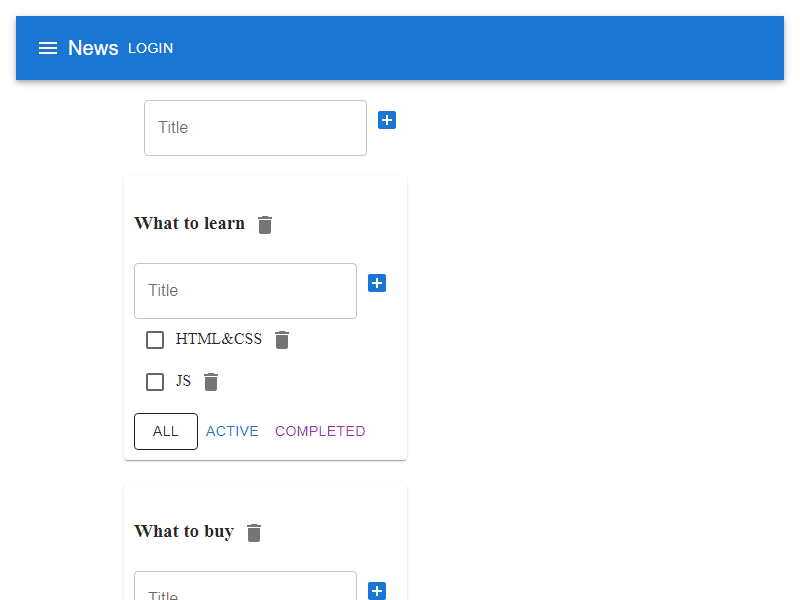 News LOGIN
Title
What to learn
Title
HTML&CSS
JS
ALL ACTIVE COMPLETED
What to buy
Title